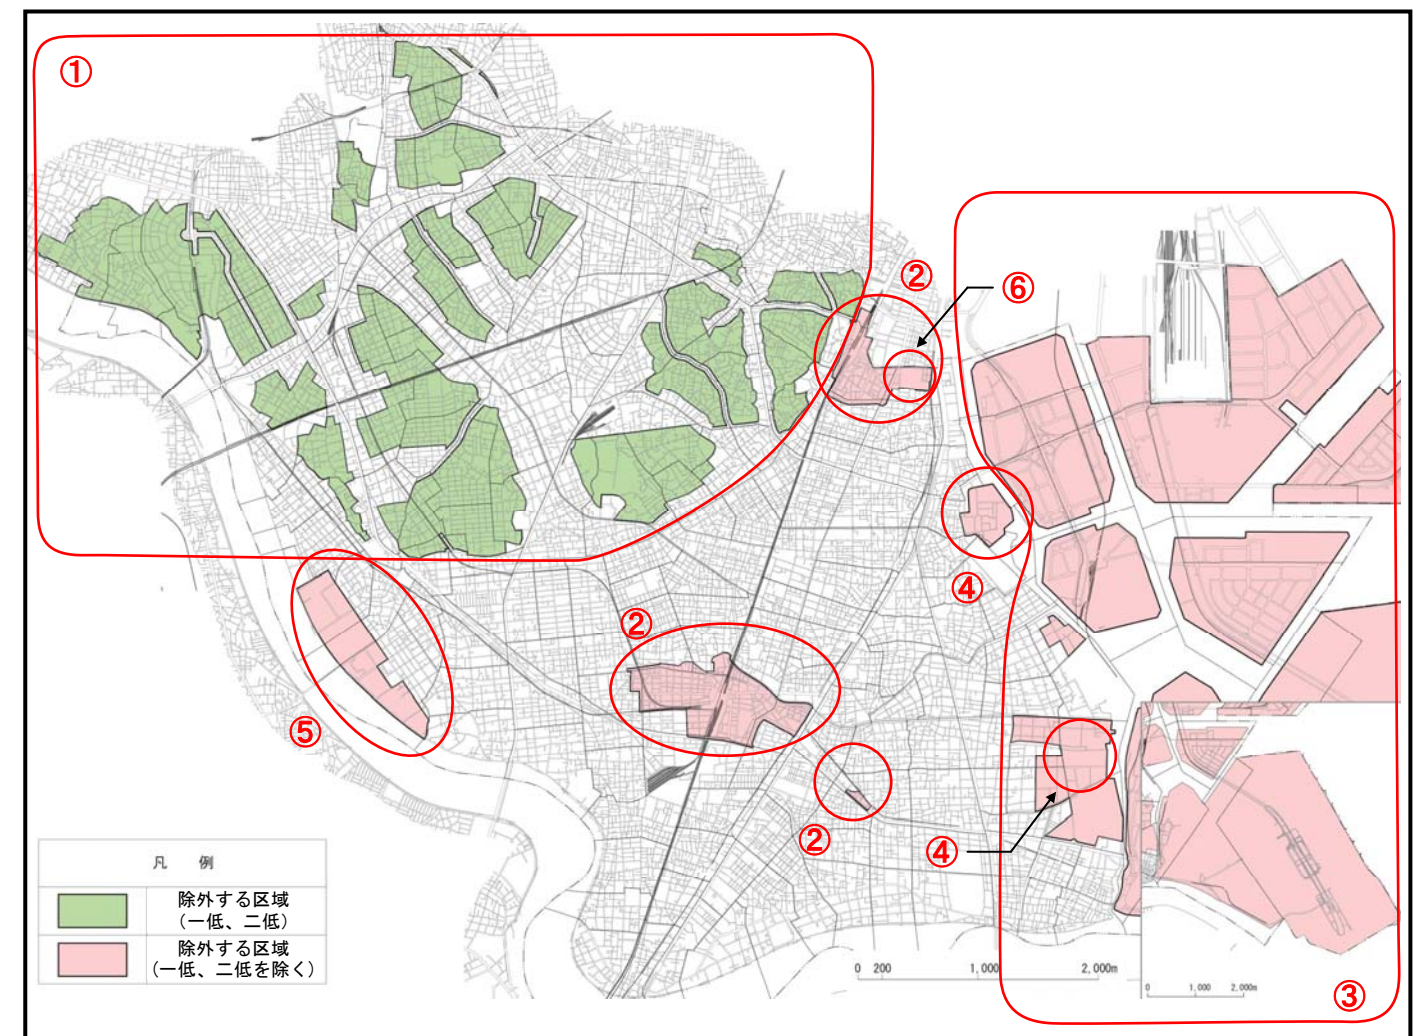 ①
②
⑥
④
②
⑤
②
④
③
凡 例
除外する区域
（一低、二低）
除外する区域
（一低、二低を除く）
0 200 1,000 2,000m
0 1,000 2,000m